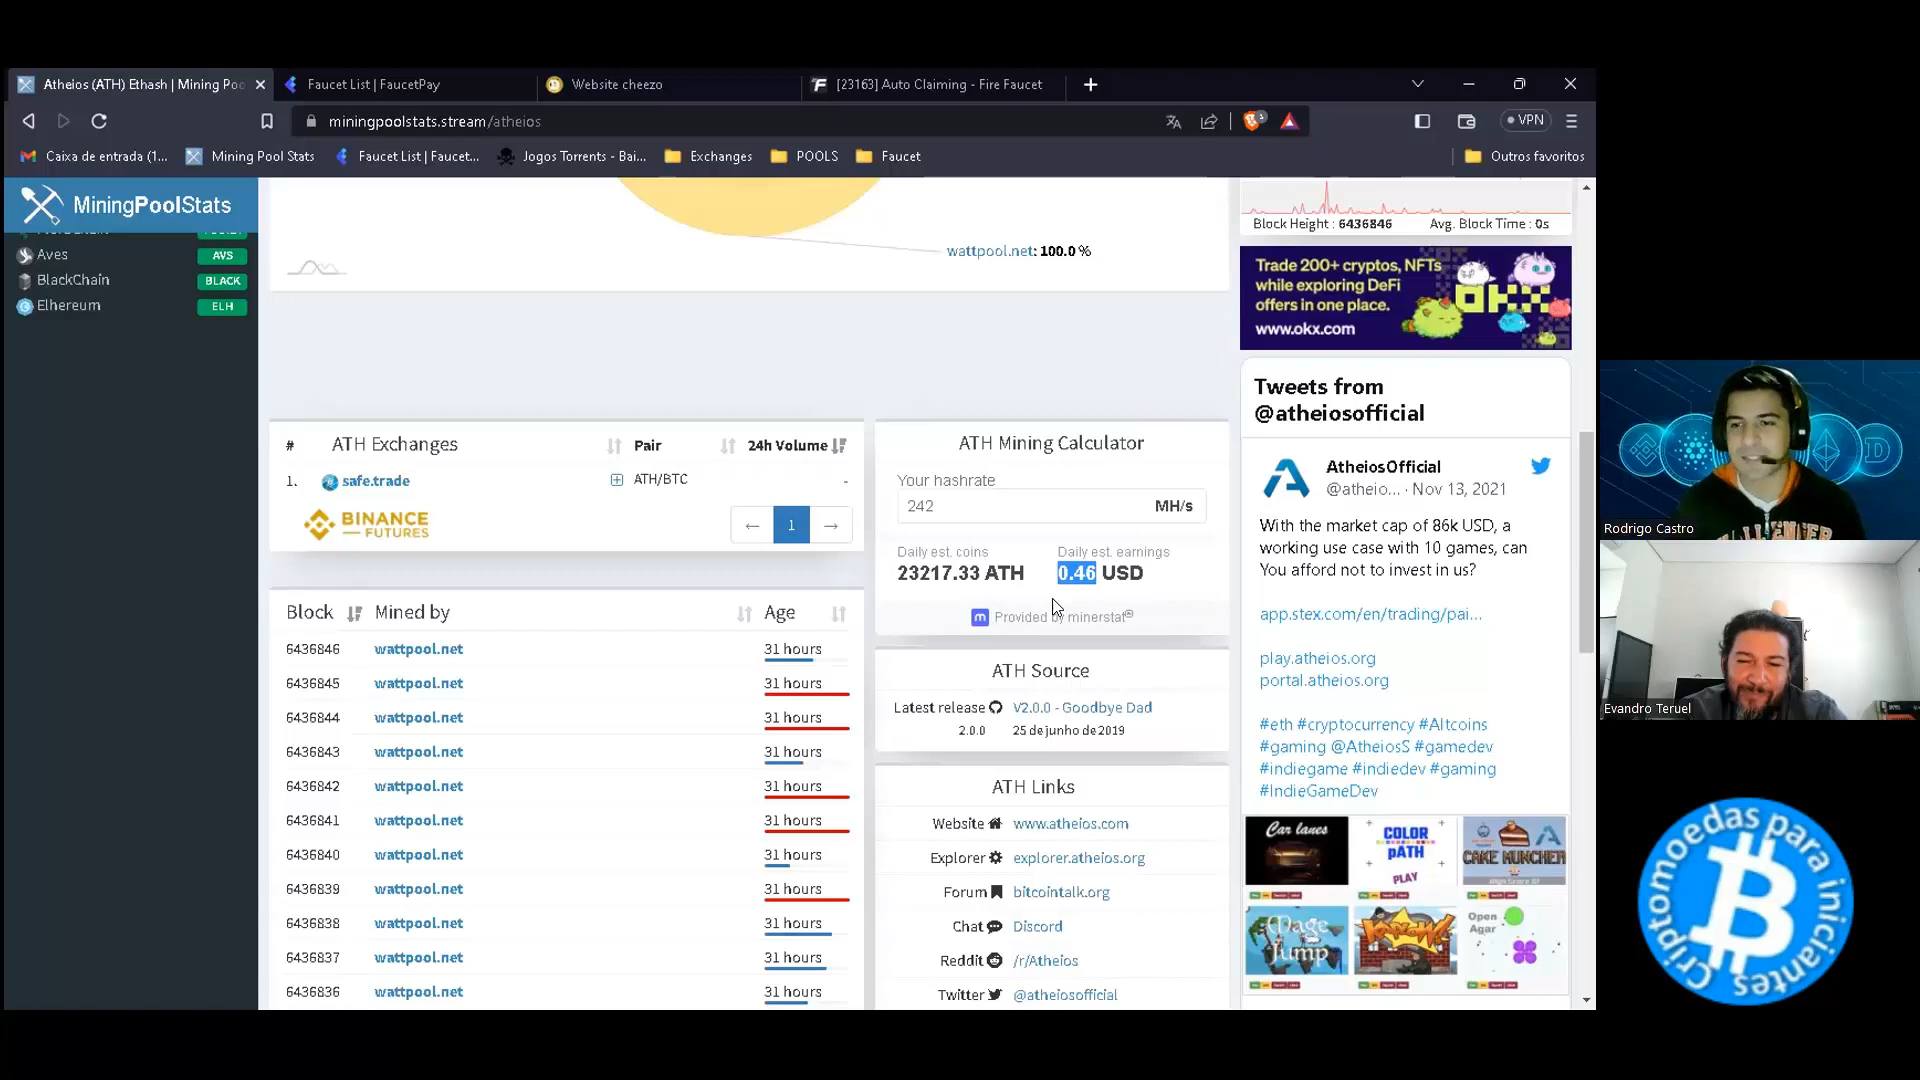 Atheios (ATH) Ethash | Mining Poo
Faucet List | FaucetPay
Website cheezo
[23163] Auto Claiming - Fire Faucet
miningpoolstats.stream/atheios
VPN
Caixa de entrada (1...
Mining Pool Stats
Faucet List | Faucet...
Jogos Torrents - Bai...
Exchanges
POOLS
Faucet
Outros favoritos
MiningPoolStats
Aves AVS
BlackChain BLACK
Elhereum ELH
wattpool.net: 100.0 %
Block Height : 6436846 Avg. Block Time : 0s
Trade 200+ cryptos, NFTs
while exploring DeFi
offers in one place.
www.okx.com
OKX
# ATH Exchanges Pair 24h Volume
1. safe.trade ATH/BTC -
BINANCE
FUTURES
← 1 →
ATH Mining Calculator
Your hashrate
242 MH/s
Daily est. coins Daily est. earnings
23217.33 ATH 0.46 USD
m Provided by minerstat
Block Mined by Age
6436846 wattpool.net 31 hours
6436845 wattpool.net 31 hours
6436844 wattpool.net 31 hours
6436843 wattpool.net 31 hours
6436842 wattpool.net 31 hours
6436841 wattpool.net 31 hours
6436840 wattpool.net 31 hours
6436839 wattpool.net 31 hours
6436838 wattpool.net 31 hours
6436837 wattpool.net 31 hours
6436836 wattpool.net 31 hours
ATH Source
Latest release V2.0.0 - Goodbye Dad
2.0.0 25 de junho de 2019
ATH Links
Website www.atheios.com
Explorer explorer.atheios.org
Forum bitcointalk.org
Chat Discord
Reddit /r/Atheios
Twitter @atheiosofficial
Tweets from
@atheiosofficial
AtheiosOfficial
@atheio... · Nov 13, 2021
With the market cap of 86k USD, a
working use case with 10 games, can
You afford not to invest in us?
app.stex.com/en/trading/pai...
play.atheios.org
portal.atheios.org
#eth #cryptocurrency #Altcoins
#gaming @AtheiosS #gamedev
#indiegame #indiedev #gaming
#IndieGameDev
Car lanes
COLOR
pATH
PLAY
CAKE MUNCHER
Mage
Jump
KaPOW!
Open
Agar
Rodrigo Castro
CHALLENGER
Evandro Teruel
Criptomoedas para iniciantes